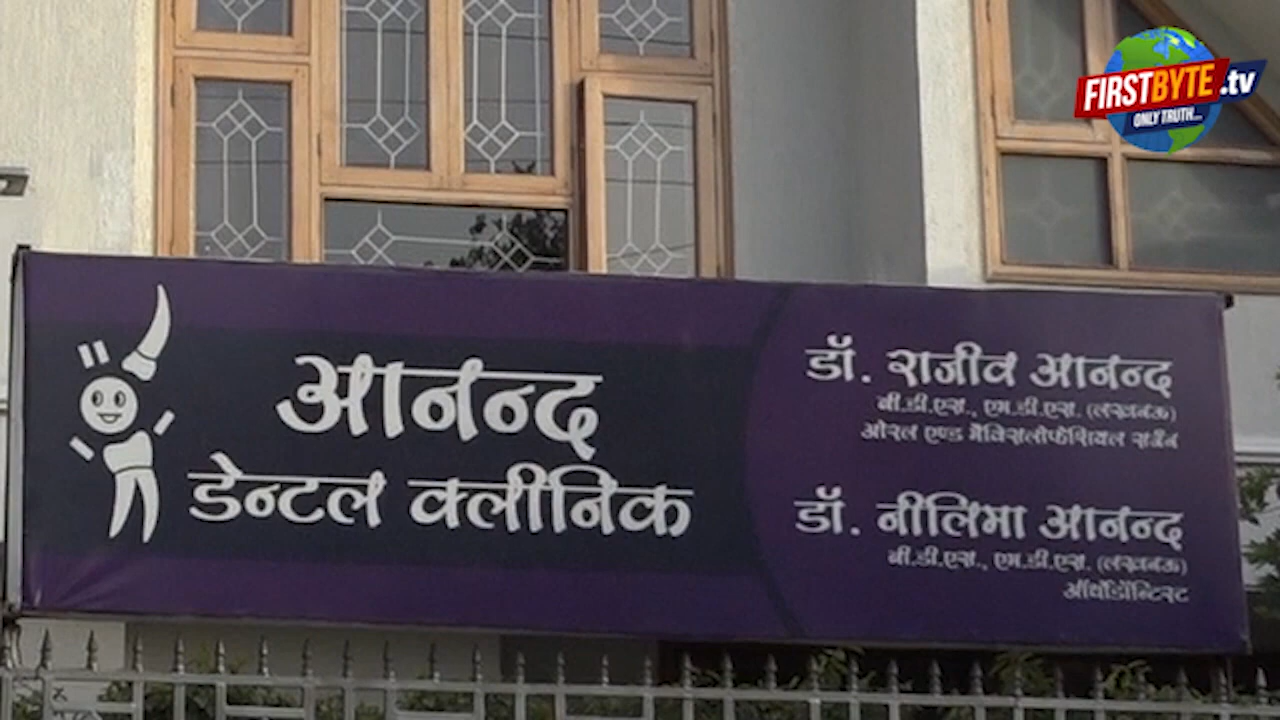 FIRSTBYTE.tv
ONLY TRUTH...
आनन्द
डेन्टल क्लीनिक
डॉ. राजीव आनन्द
बी.डी.एस., एम.डी.एस. (लखनऊ)
ओरल एण्ड मैक्सिलोफेशियल सर्जन
डॉ. नीलिमा आनन्द
बी.डी.एस., एम.डी.एस. (लखनऊ)
ऑर्थोडॉन्टिस्ट